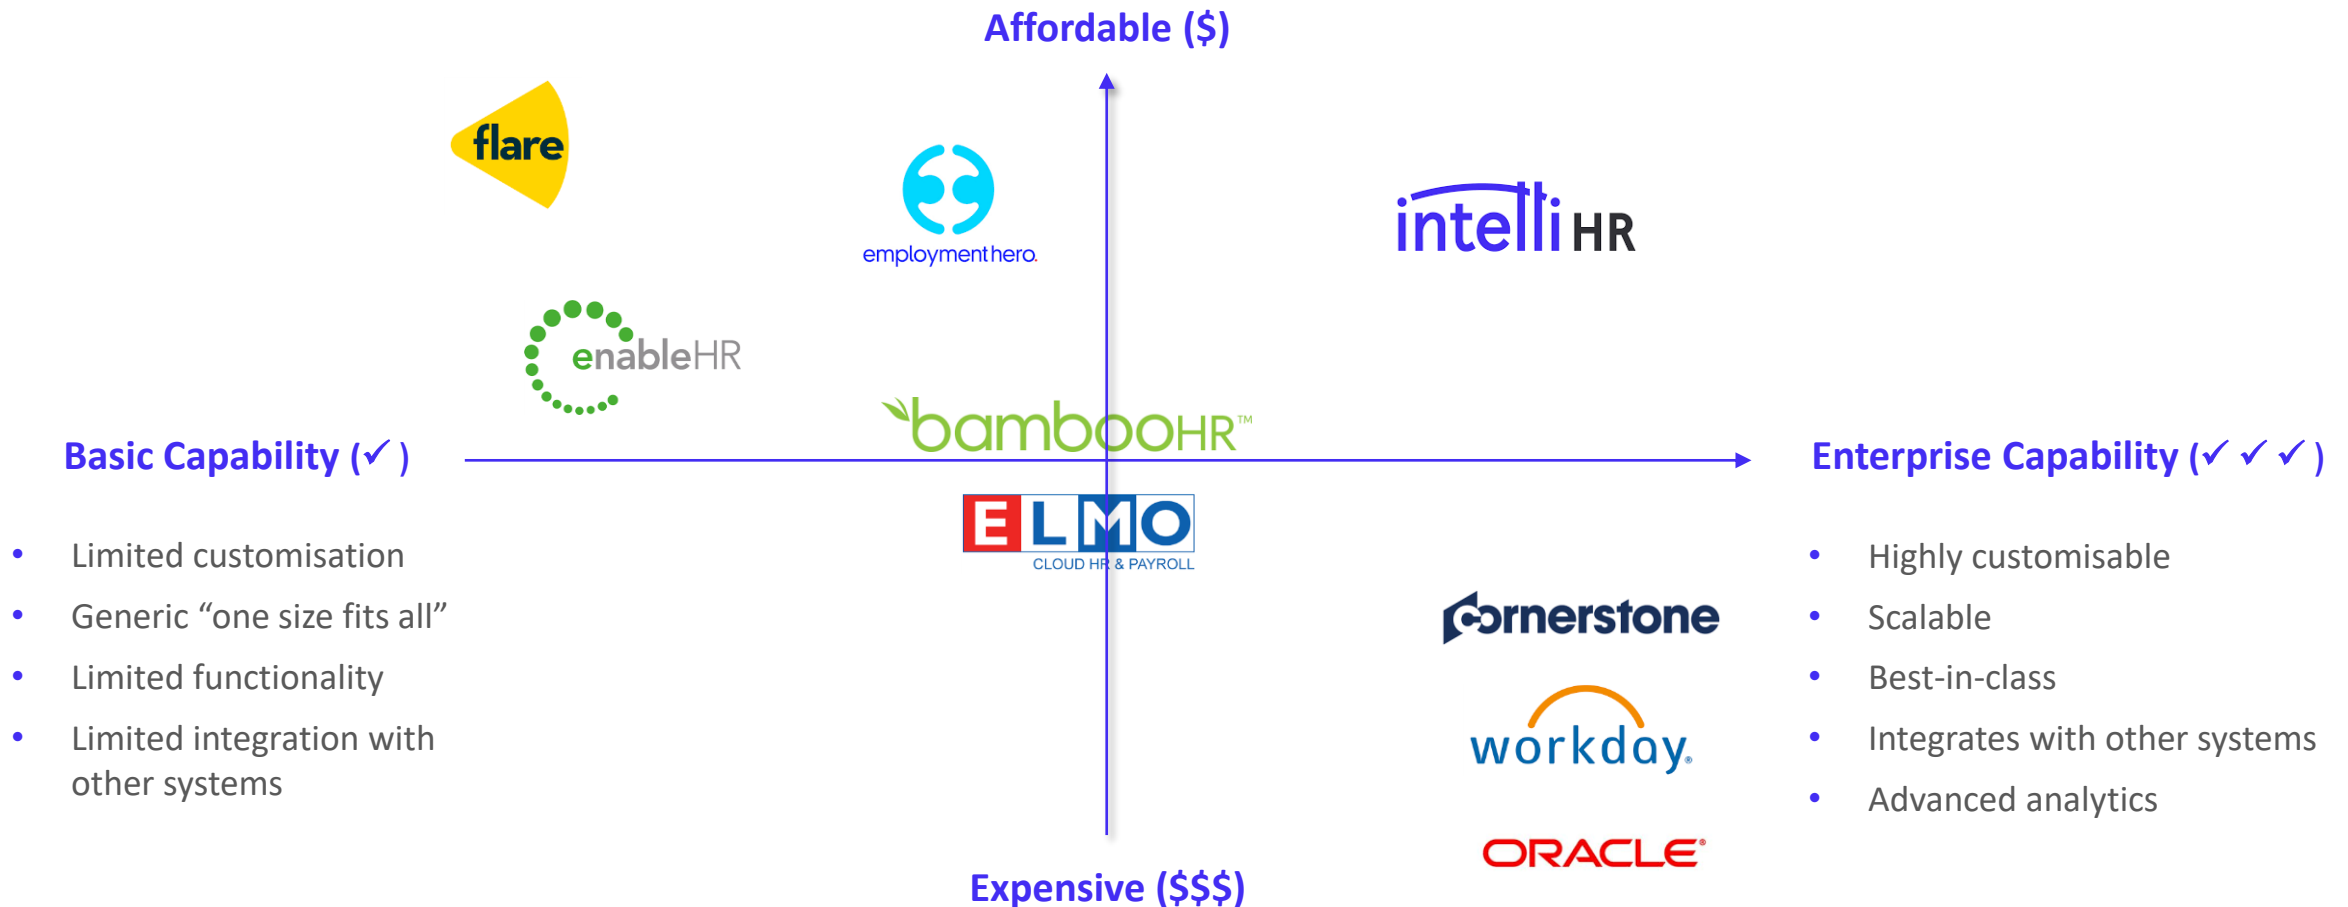 Affordable ($)
flare
employmenthero.
intelliHR
enableHR
bambooHR™
Basic Capability (✓)
Enterprise Capability (✓ ✓ ✓)
ELMO
CLOUD HR & PAYROLL
• Limited customisation
• Generic “one size fits all”
• Limited functionality
• Limited integration with
other systems
cornerstone
workday®
ORACLE®
• Highly customisable
• Scalable
• Best-in-class
• Integrates with other systems
• Advanced analytics
Expensive ($$$)